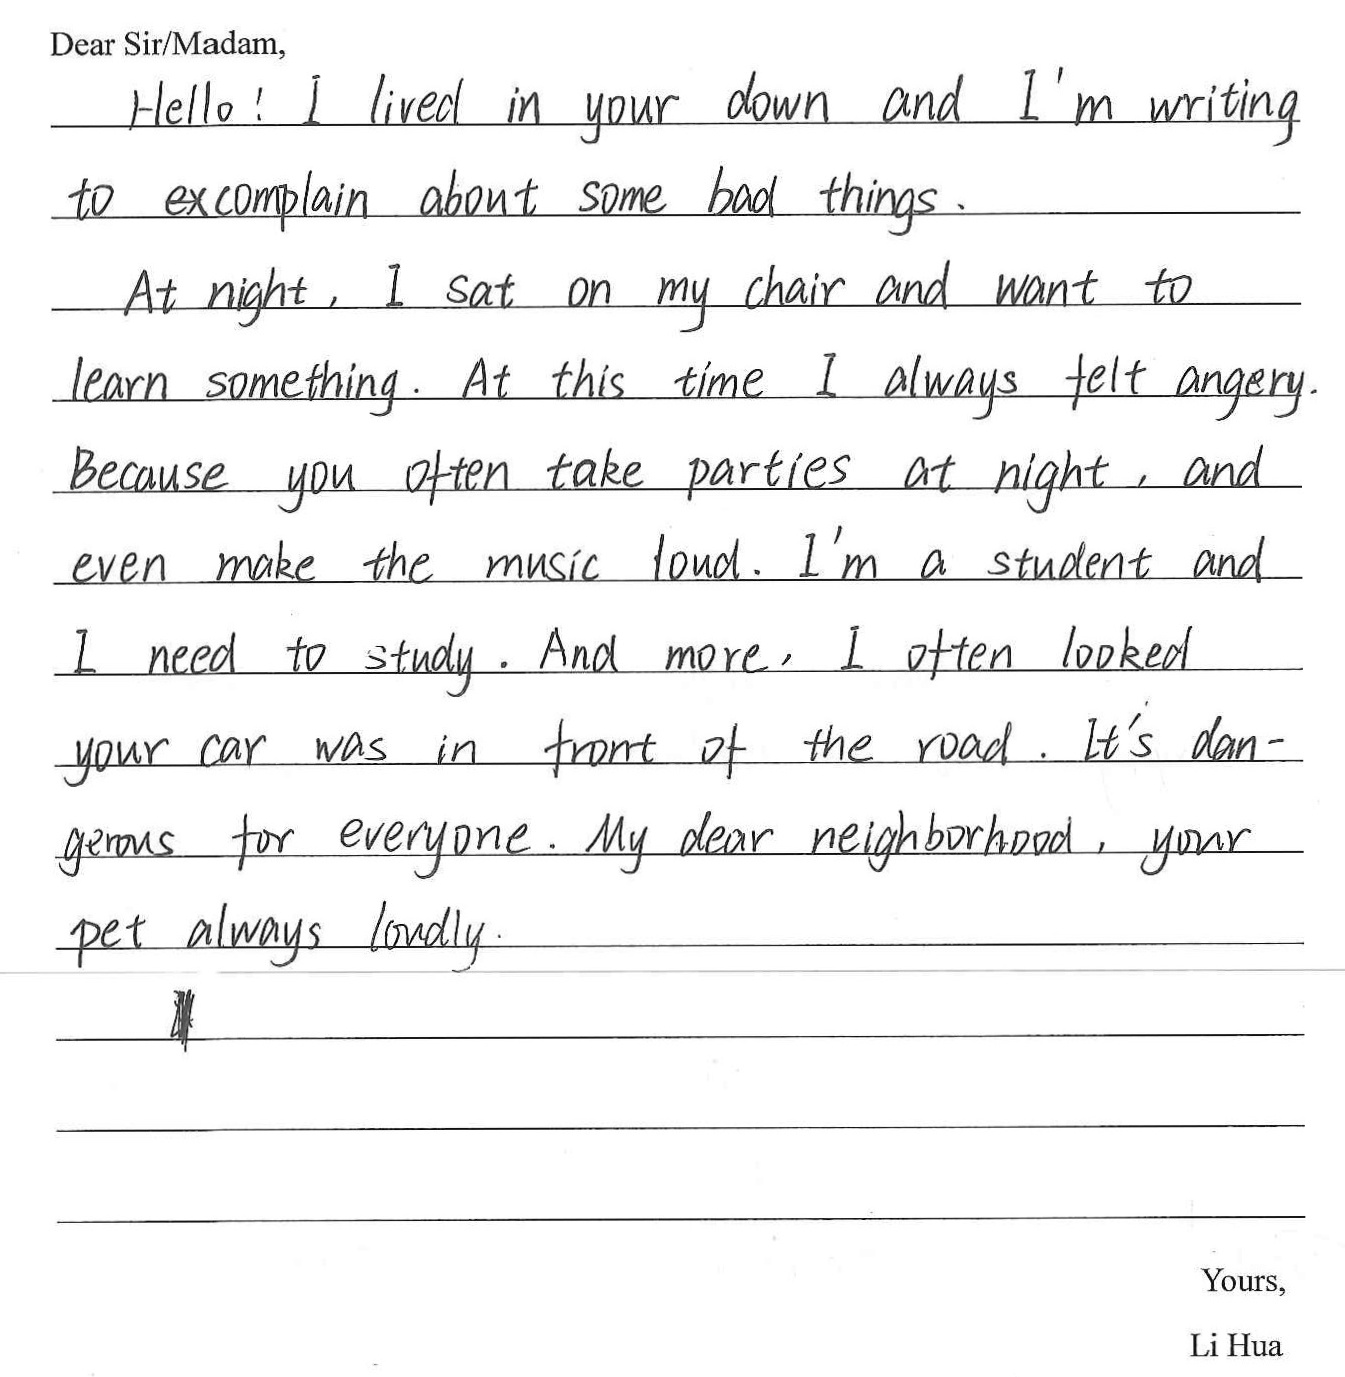 Dear Sir/Madam,
Hello! I lived in your down and I'm writing
to excomplain about some bad things.
At night, I sat on my chair and want to
learn something. At this time I always felt angery.
Because you often take parties at night, and
even make the music loud. I'm a student and
I need to study. And more, I often looked
your car was in front of the road. It's dan-
gerous for everyone. My dear neighborhood, your
pet always loudly.
Yours,
Li Hua